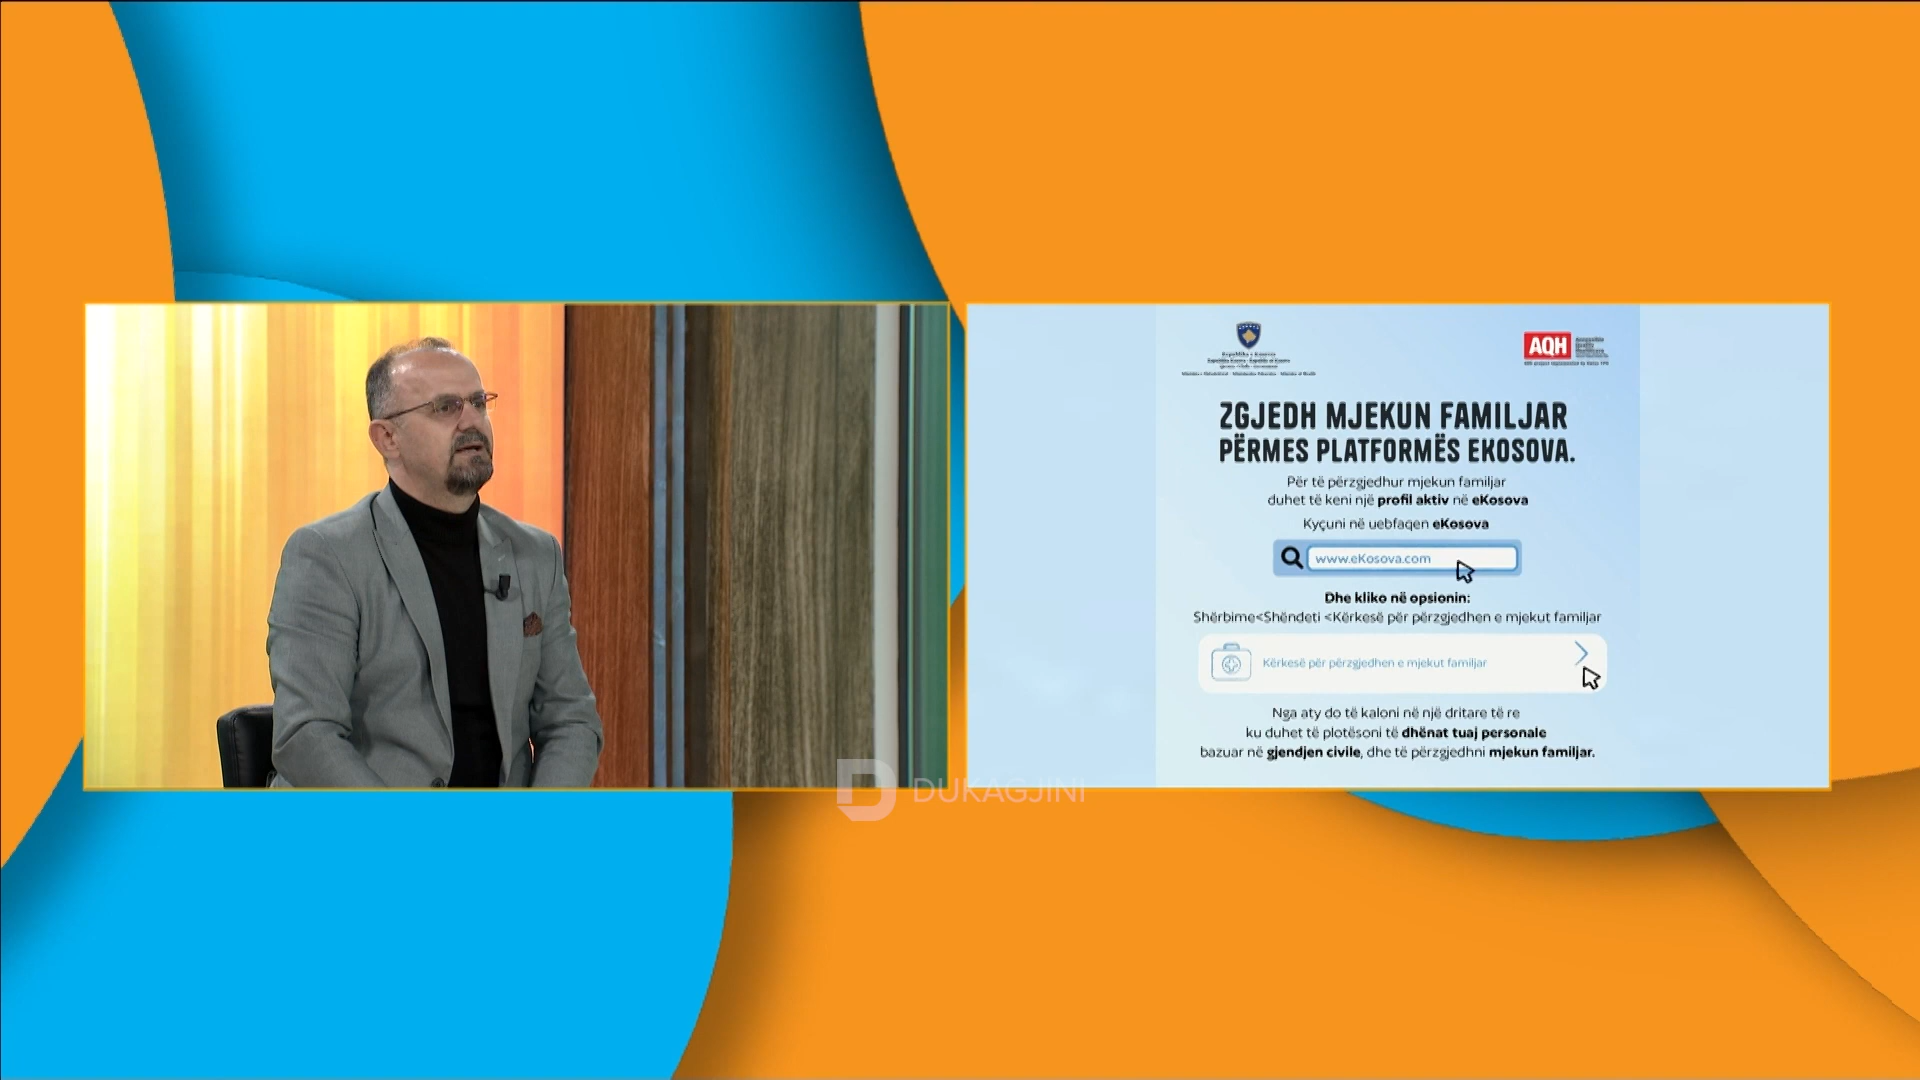 Republika e Kosovës
AQH
ZGJEDH MJEKUN FAMILJAR
PËRMES PLATFORMËS EKOSOVA.
Për të përzgjedhur mjekun familjar
duhet të keni një profil aktiv në eKosova
Kyçuni në uebfaqen eKosova
www.eKosova.com
Dhe kliko në opsionin:
Shërbime<Shëndeti <Kërkesë për përzgjedhen e mjekut familjar
Kërkesë për përzgjedhen e mjekut familjar
Nga aty do të kaloni në një dritare të re
ku duhet të plotësoni të dhënat tuaj personale
bazuar në gjendjen civile, dhe të përzgjedhni mjekun familjar.
DUKAGJINI